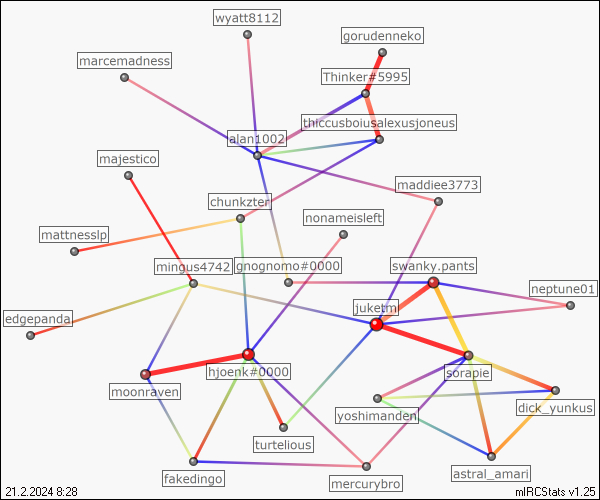 wyatt8112
gorudenneko
marcemadness
Thinker#5995
thiccusboiusalexusjoneus
alan1002
majestico
maddiee3773
chunkzter
nonameisleft
mattnesslp
mingus4742
gnognomo#0000
swanky.pants
neptune01
edgepanda
juketm
hjoenk#0000
sorapie
moonraven
yoshimanden
dick_yunkus
turtelious
fakedingo
mercurybro
astral_amari
21.2.2024 8:28
mIRCStats v1.25